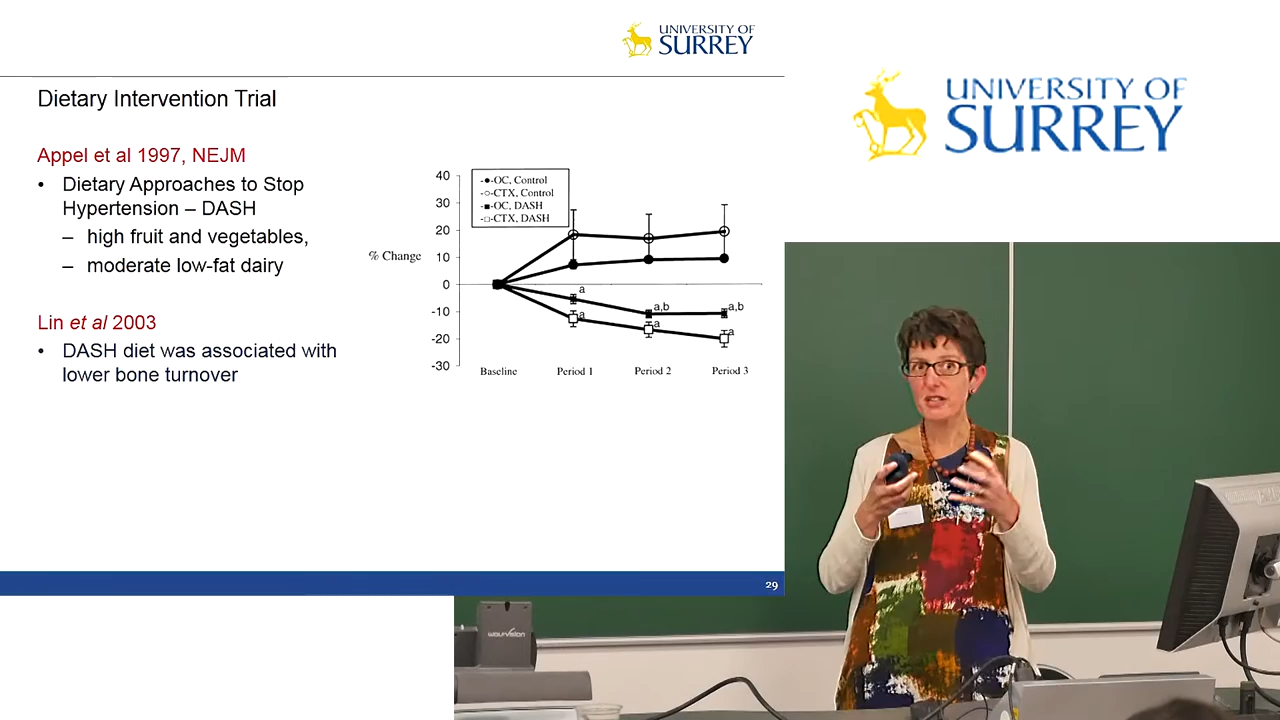 UNIVERSITY OF
SURREY
UNIVERSITY OF
SURREY
Dietary Intervention Trial
Appel et al 1997, NEJM
• Dietary Approaches to Stop
Hypertension – DASH
– high fruit and vegetables,
– moderate low-fat dairy
Lin et al 2003
• DASH diet was associated with
lower bone turnover
40
30
20
10
0
-10
-20
-30
% Change
OC, Control
CTX, Control
OC, DASH
CTX, DASH
a
a,b
a,b
a
a
a
Baseline
Period 1
Period 2
Period 3
29
wolfvision